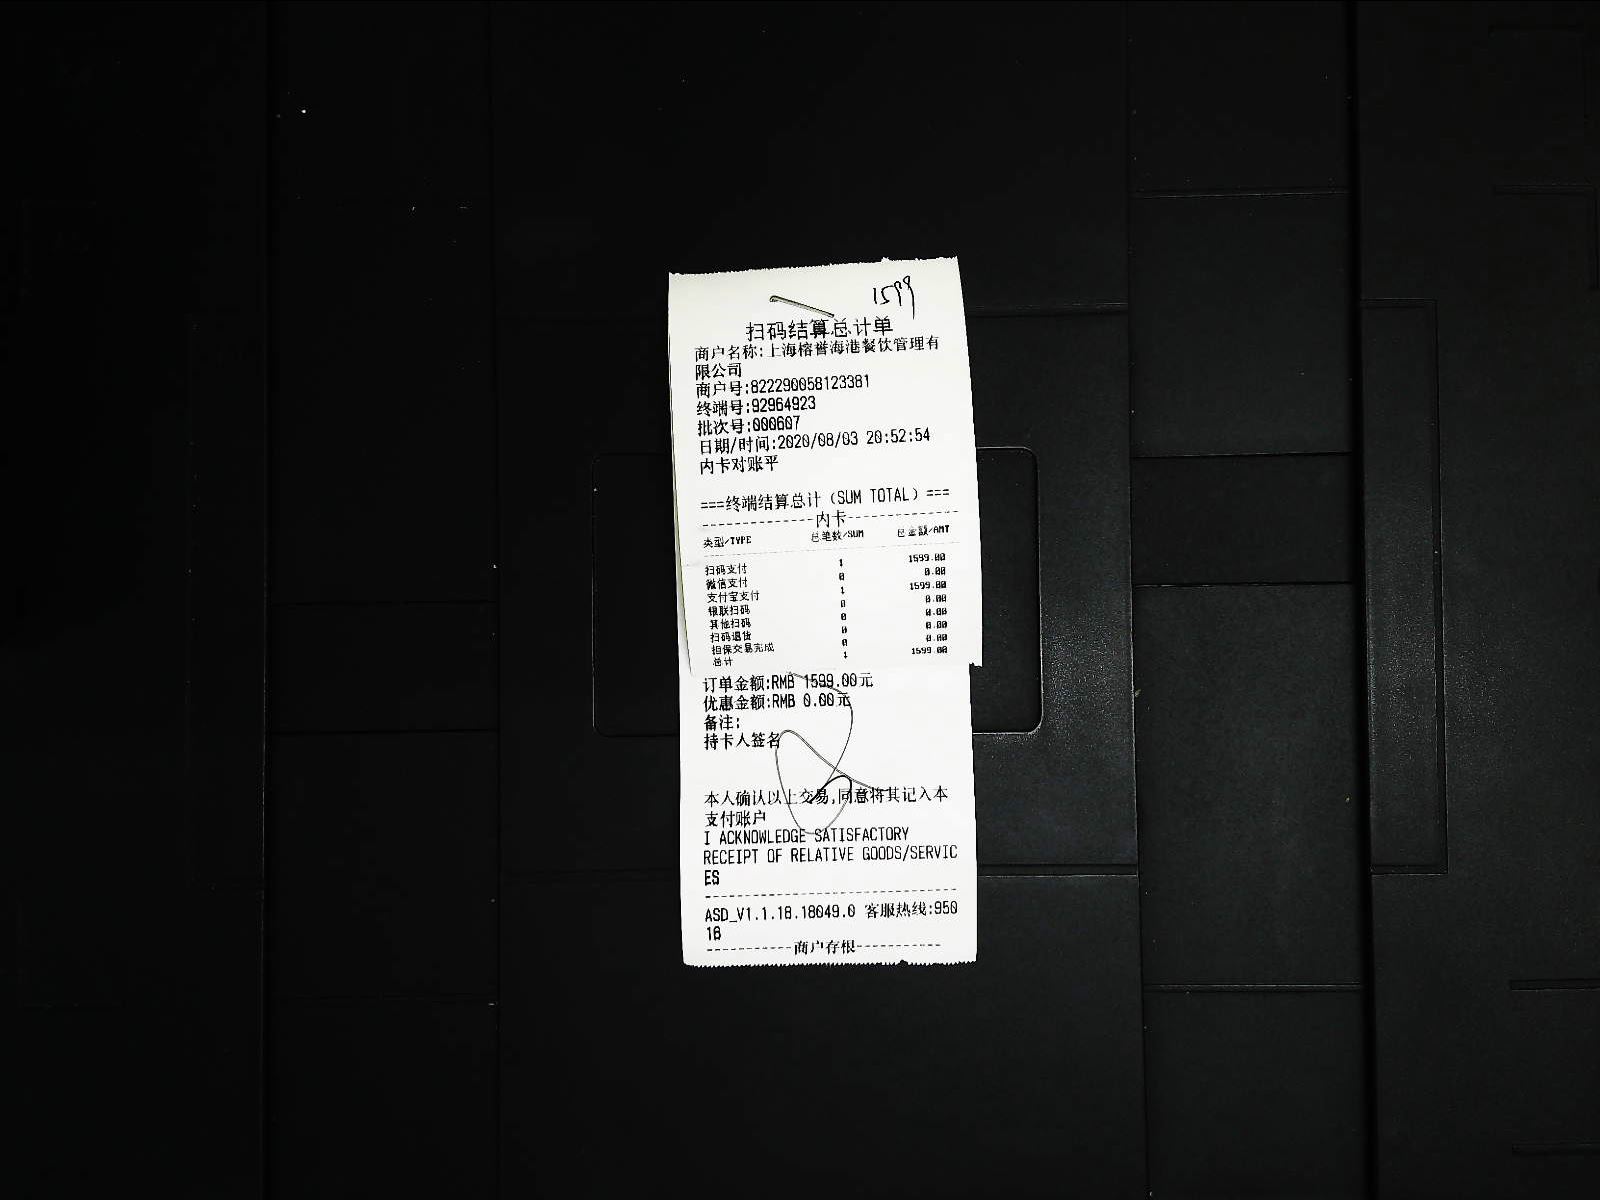 1599
扫码结算总计单
商户名称:上海榕誉海港餐饮管理有
限公司
商户号:822290058123381
终端号:92964923
批次号:000607
日期/时间:2020/08/03 20:52:54
内卡对账平
===终端结算总计(SUM TOTAL)===
内卡
类型/TYPE 总笔数/SUM 总金额/AMT
扫码支付 1 1599.00
微信支付 0 0.00
支付宝支付 1 1599.00
银联扫码 0 0.00
其他扫码 0 0.00
扫码退货 0 0.00
担保交易完成 0 0.00
总计 1 1599.00
订单金额:RMB 1599.00元
优惠金额:RMB 0.00元
备注:
持卡人签名
本人确认以上交易,同意将其记入本
支付账户
I ACKNOWLEDGE SATISFACTORY
RECEIPT OF RELATIVE GOODS/SERVIC
ES
ASD_V1.1.18.18049.0 客服热线:950
16
商户存根